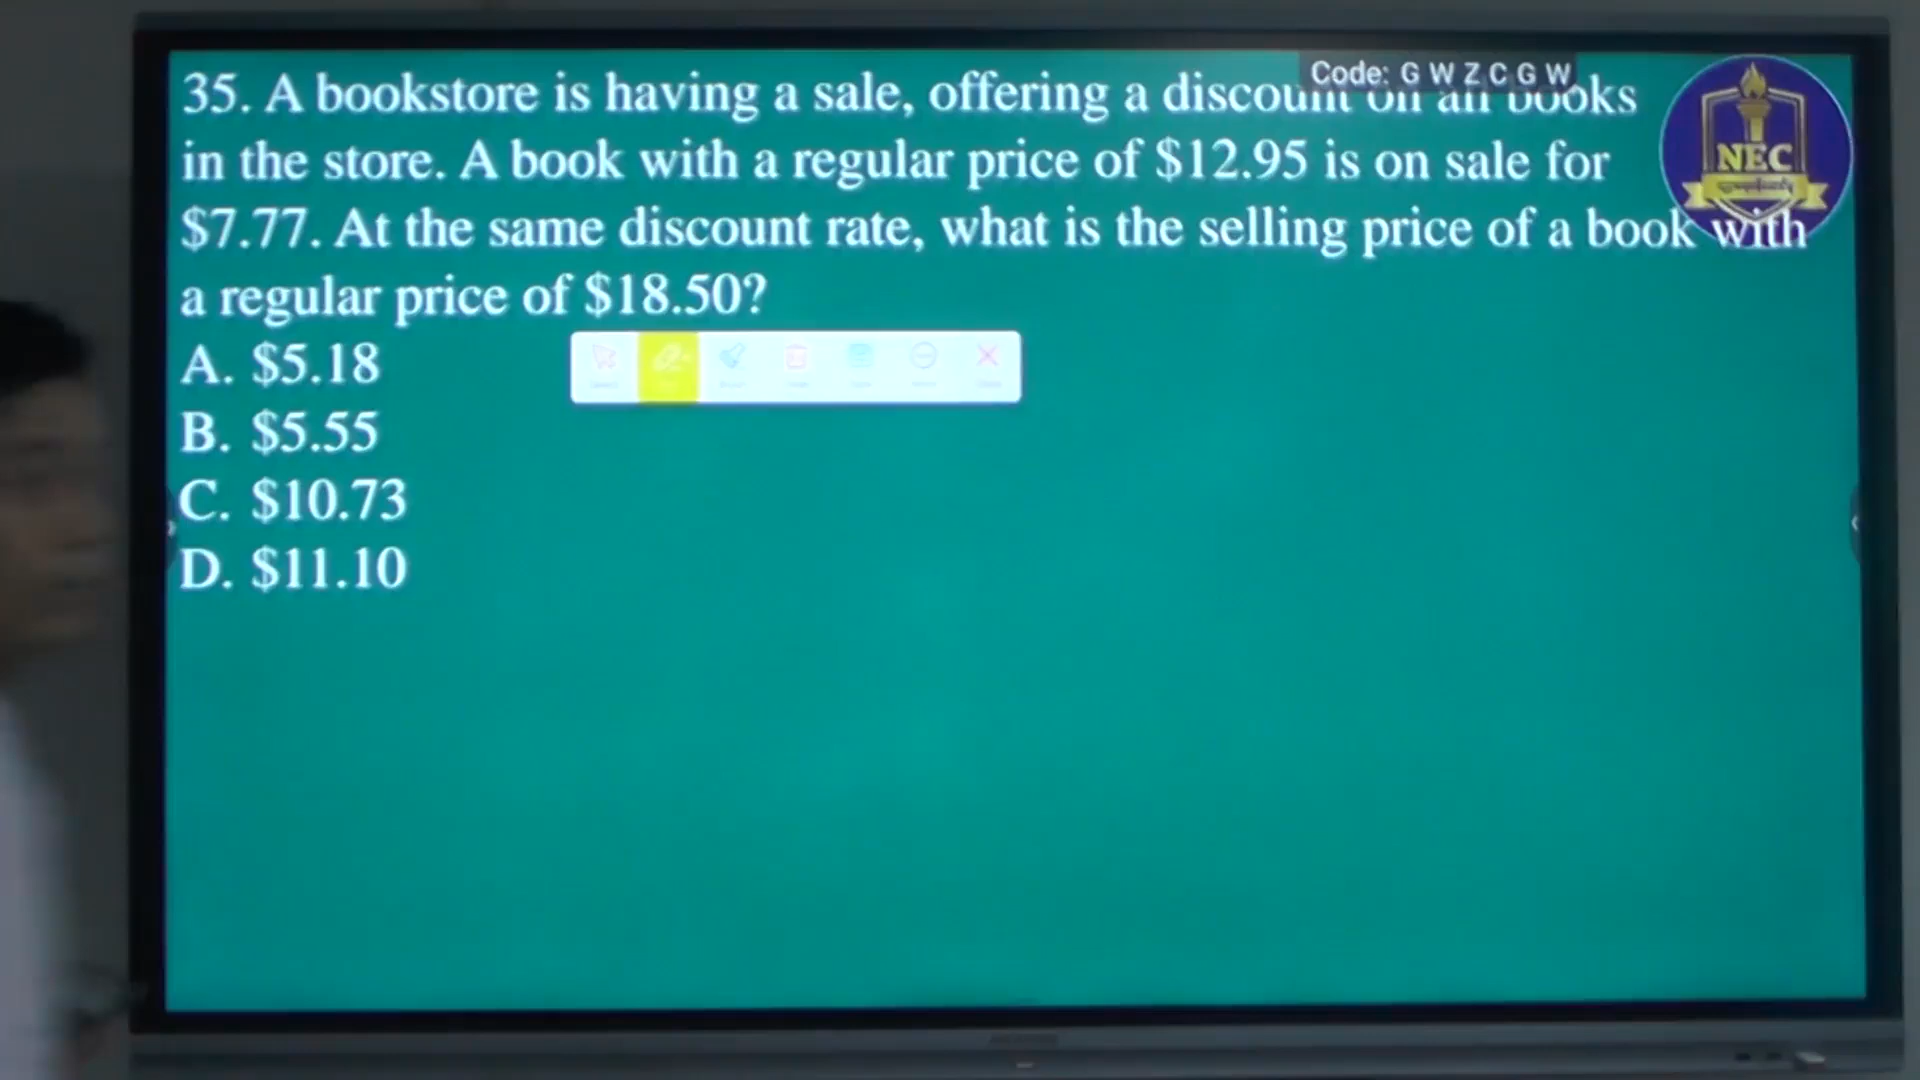 Code: G W Z C G W
35. A bookstore is having a sale, offering a discount on all books
in the store. A book with a regular price of $12.95 is on sale for
$7.77. At the same discount rate, what is the selling price of a book with
a regular price of $18.50?
A. $5.18
B. $5.55
C. $10.73
D. $11.10
NEC